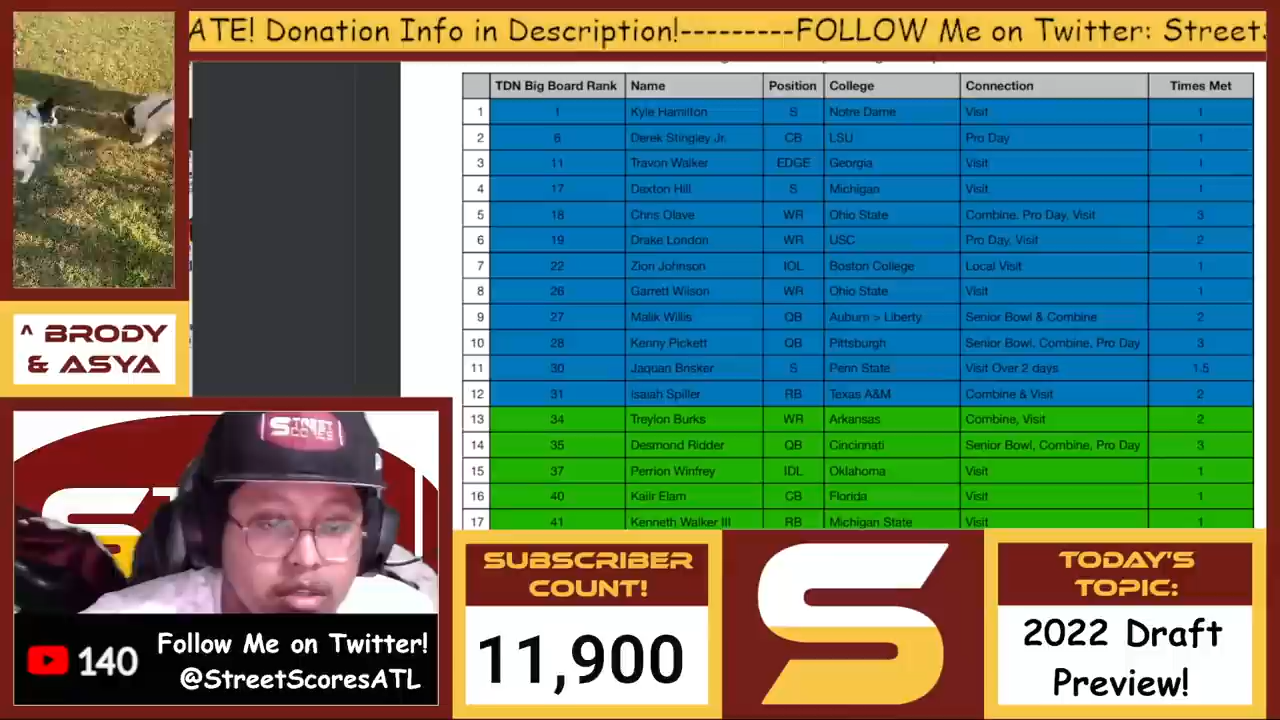 ATE! Donation Info in Description!---------FOLLOW Me on Twitter: Streets
TDN Big Board Rank Name Position College Connection Times Met
1 1 Kyle Hamilton S Notre Dame Visit 1
2 6 Derek Stingley Jr. CB LSU Pro Day 1
3 11 Travon Walker EDGE Georgia Visit 1
4 17 Daxton Hill S Michigan Visit 1
5 18 Chris Olave WR Ohio State Combine, Pro Day, Visit 3
6 19 Drake London WR USC Pro Day, Visit 2
7 22 Zion Johnson IOL Boston College Local Visit 1
8 26 Garrett Wilson WR Ohio State Visit 1
9 27 Malik Willis QB Auburn > Liberty Senior Bowl & Combine 2
10 28 Kenny Pickett QB Pittsburgh Senior Bowl, Combine, Pro Day 3
11 30 Jaquan Brisker S Penn State Visit Over 2 days 1.5
12 31 Isaiah Spiller RB Texas A&M Combine & Visit 2
13 34 Treylon Burks WR Arkansas Combine, Visit 2
14 35 Desmond Ridder QB Cincinnati Senior Bowl, Combine, Pro Day 3
15 37 Perrion Winfrey IDL Oklahoma Visit 1
16 40 Kaiir Elam CB Florida Visit 1
17 41 Kenneth Walker III RB Michigan State Visit 1
^ BRODY
& ASYA
STREET
SCORES
140
Follow Me on Twitter!
@StreetScoresATL
SUBSCRIBER
COUNT!
11,900
S
TODAY'S
TOPIC:
2022 Draft
Preview!